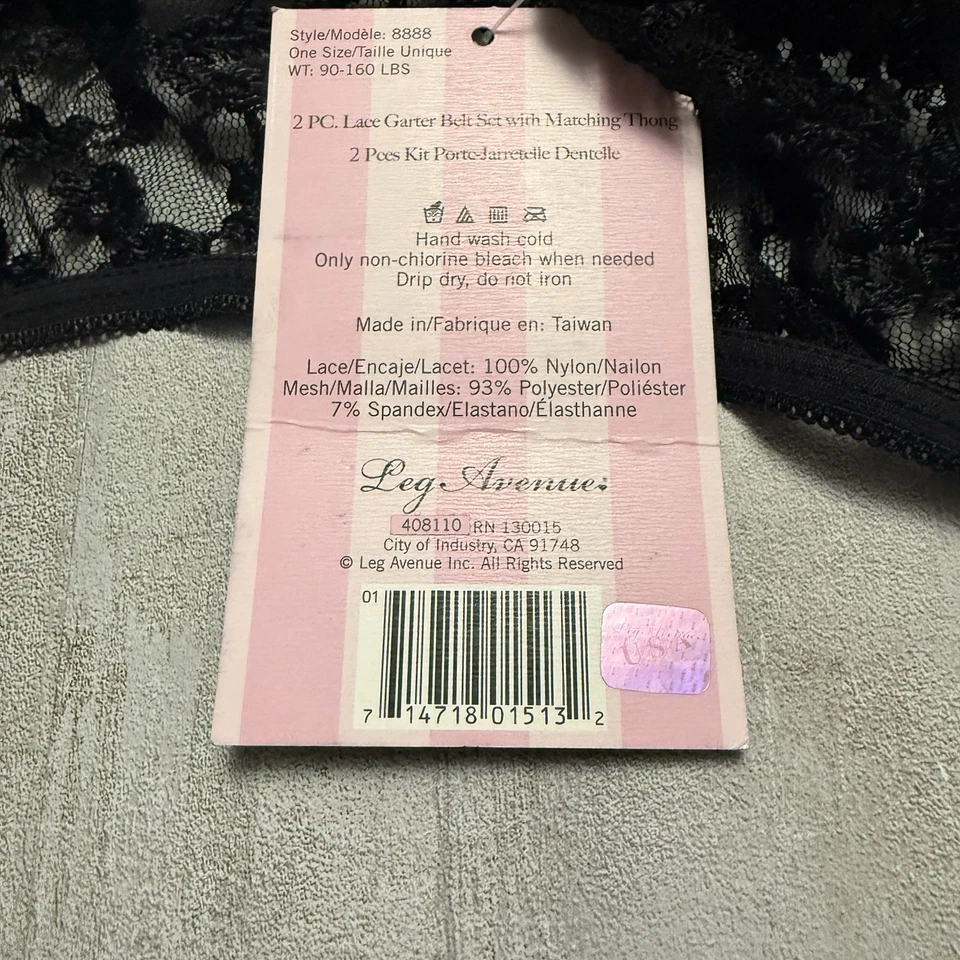 Style/Modèle: 8888
One Size/Taille Unique
WT: 90-160 LBS
2 PC. Lace Garter Belt Set with Matching Thong
2 Pces Kit Porte-Jarretelle Dentelle
Hand wash cold
Only non-chlorine bleach when needed
Drip dry, do not iron
Made in/Fabrique en: Taiwan
Lace/Encaje/Lacet: 100% Nylon/Nailon
Mesh/Malla/Mailles: 93% Polyester/Poliéster
7% Spandex/Elastano/Élasthanne
Leg Avenue
408110 RN 130015
City of Industry, CA 91748
© Leg Avenue Inc. All Rights Reserved
01
7 14718 01513 2
Leg Avenue
USA